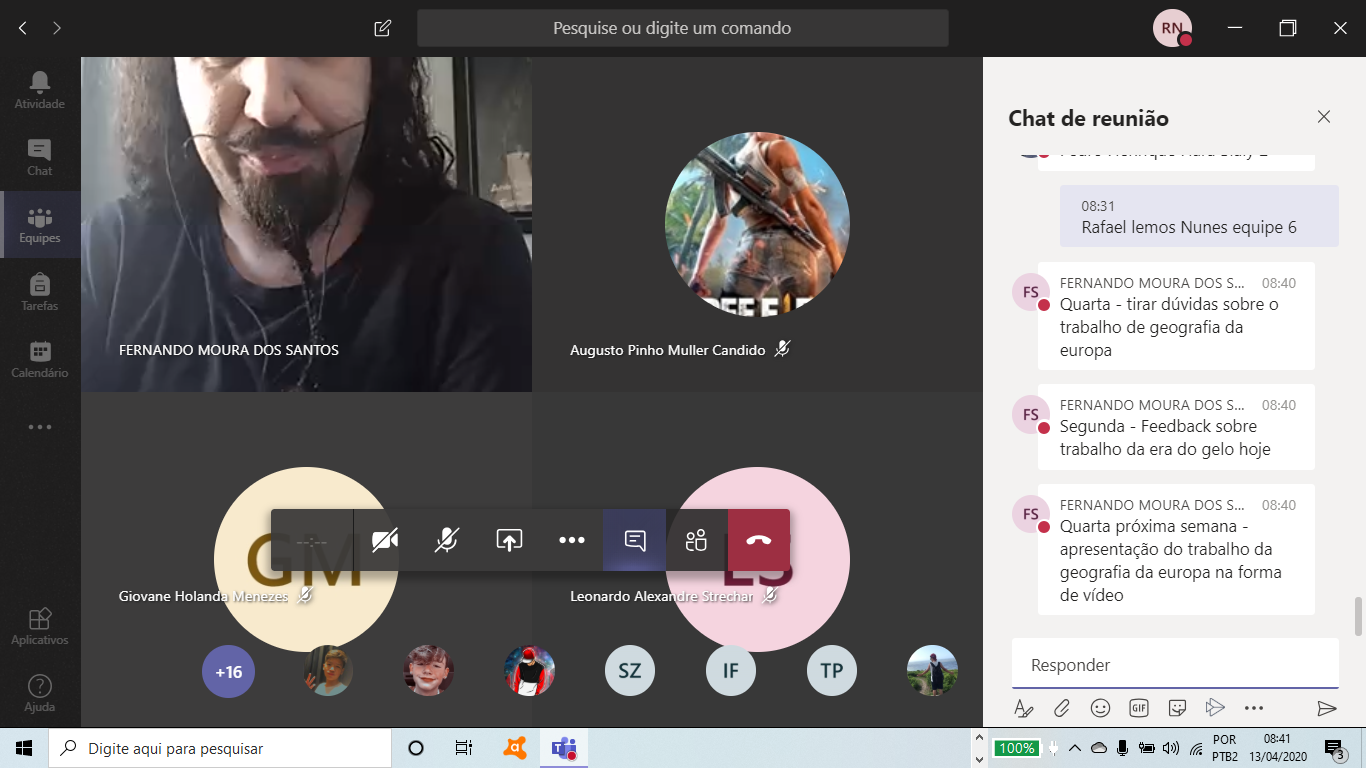 Pesquise ou digite um comando
RN
Atividade
Chat
Equipes
Tarefas
Calendário
Aplicativos
Ajuda
FERNANDO MOURA DOS SANTOS
Augusto Pinho Muller Candido
GM
Giovane Holanda Menezes
Leonardo Alexandre Strechar
+16
SZ
IF
TP
Chat de reunião
08:31
Rafael lemos Nunes equipe 6
FS
FERNANDO MOURA DOS S... 08:40
Quarta - tirar dúvidas sobre o
trabalho de geografia da
europa
FS
FERNANDO MOURA DOS S... 08:40
Segunda - Feedback sobre
trabalho da era do gelo hoje
FS
FERNANDO MOURA DOS S... 08:40
Quarta próxima semana -
apresentação do trabalho da
geografia da europa na forma
de vídeo
Responder
GIF
Digite aqui para pesquisar
100%
POR
PTB2
08:41
13/04/2020
3